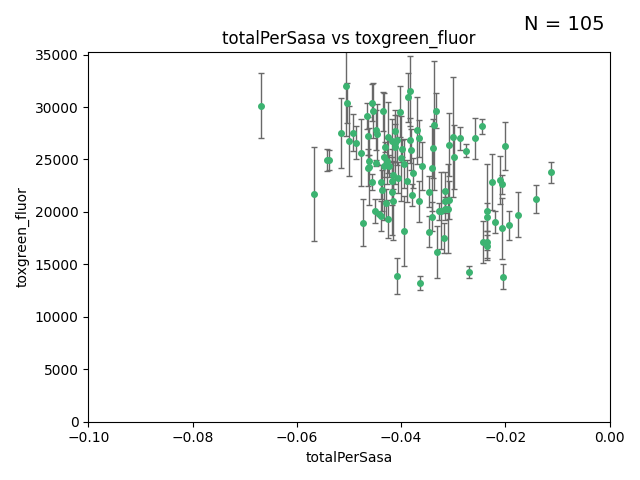 N = 105
totalPerSasa vs toxgreen_fluor
35000
30000
25000
20000
15000
10000
5000
0
toxgreen_fluor
−0.10 −0.08 −0.06 −0.04 −0.02 0.00
totalPerSasa